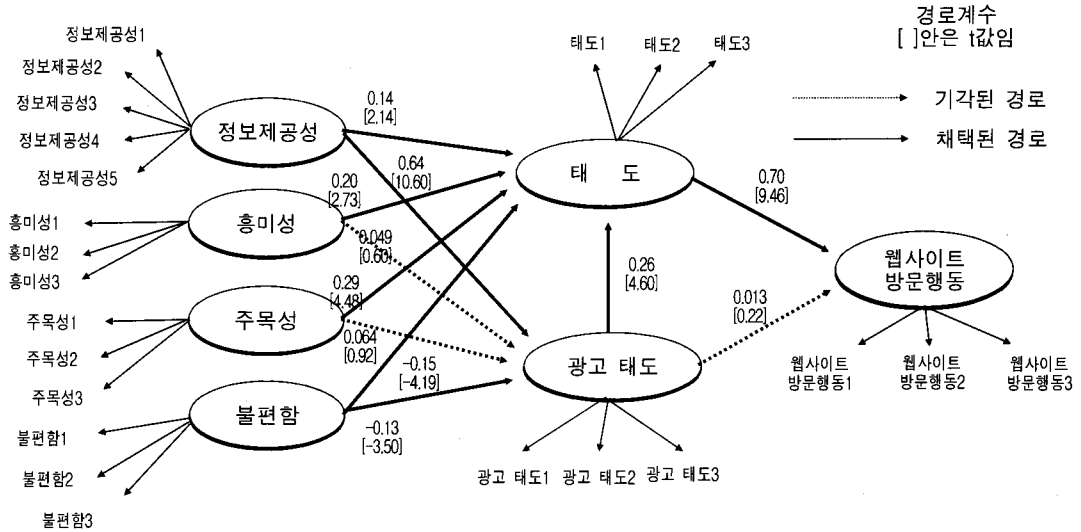 경로계수
[ ]안은 t값임
기각된 경로
채택된 경로
정보제공성1
정보제공성2
정보제공성3
정보제공성4
정보제공성5
정보제공성
흥미성1
흥미성2
흥미성3
흥미성
주목성1
주목성2
주목성3
주목성
불편함1
불편함2
불편함3
불편함
0.14
[2.14]
0.64
[10.60]
0.20
[2.73]
0.049
[0.60]
0.29
[4.48]
0.064
[0.92]
-0.15
[-4.19]
-0.13
[-3.50]
태도1
태도2
태도3
태 도
0.26
[4.60]
광고 태도
광고 태도1
광고 태도2
광고 태도3
0.70
[9.46]
0.013
[0.22]
웹사이트
방문행동
웹사이트
방문행동1
웹사이트
방문행동2
웹사이트
방문행동3